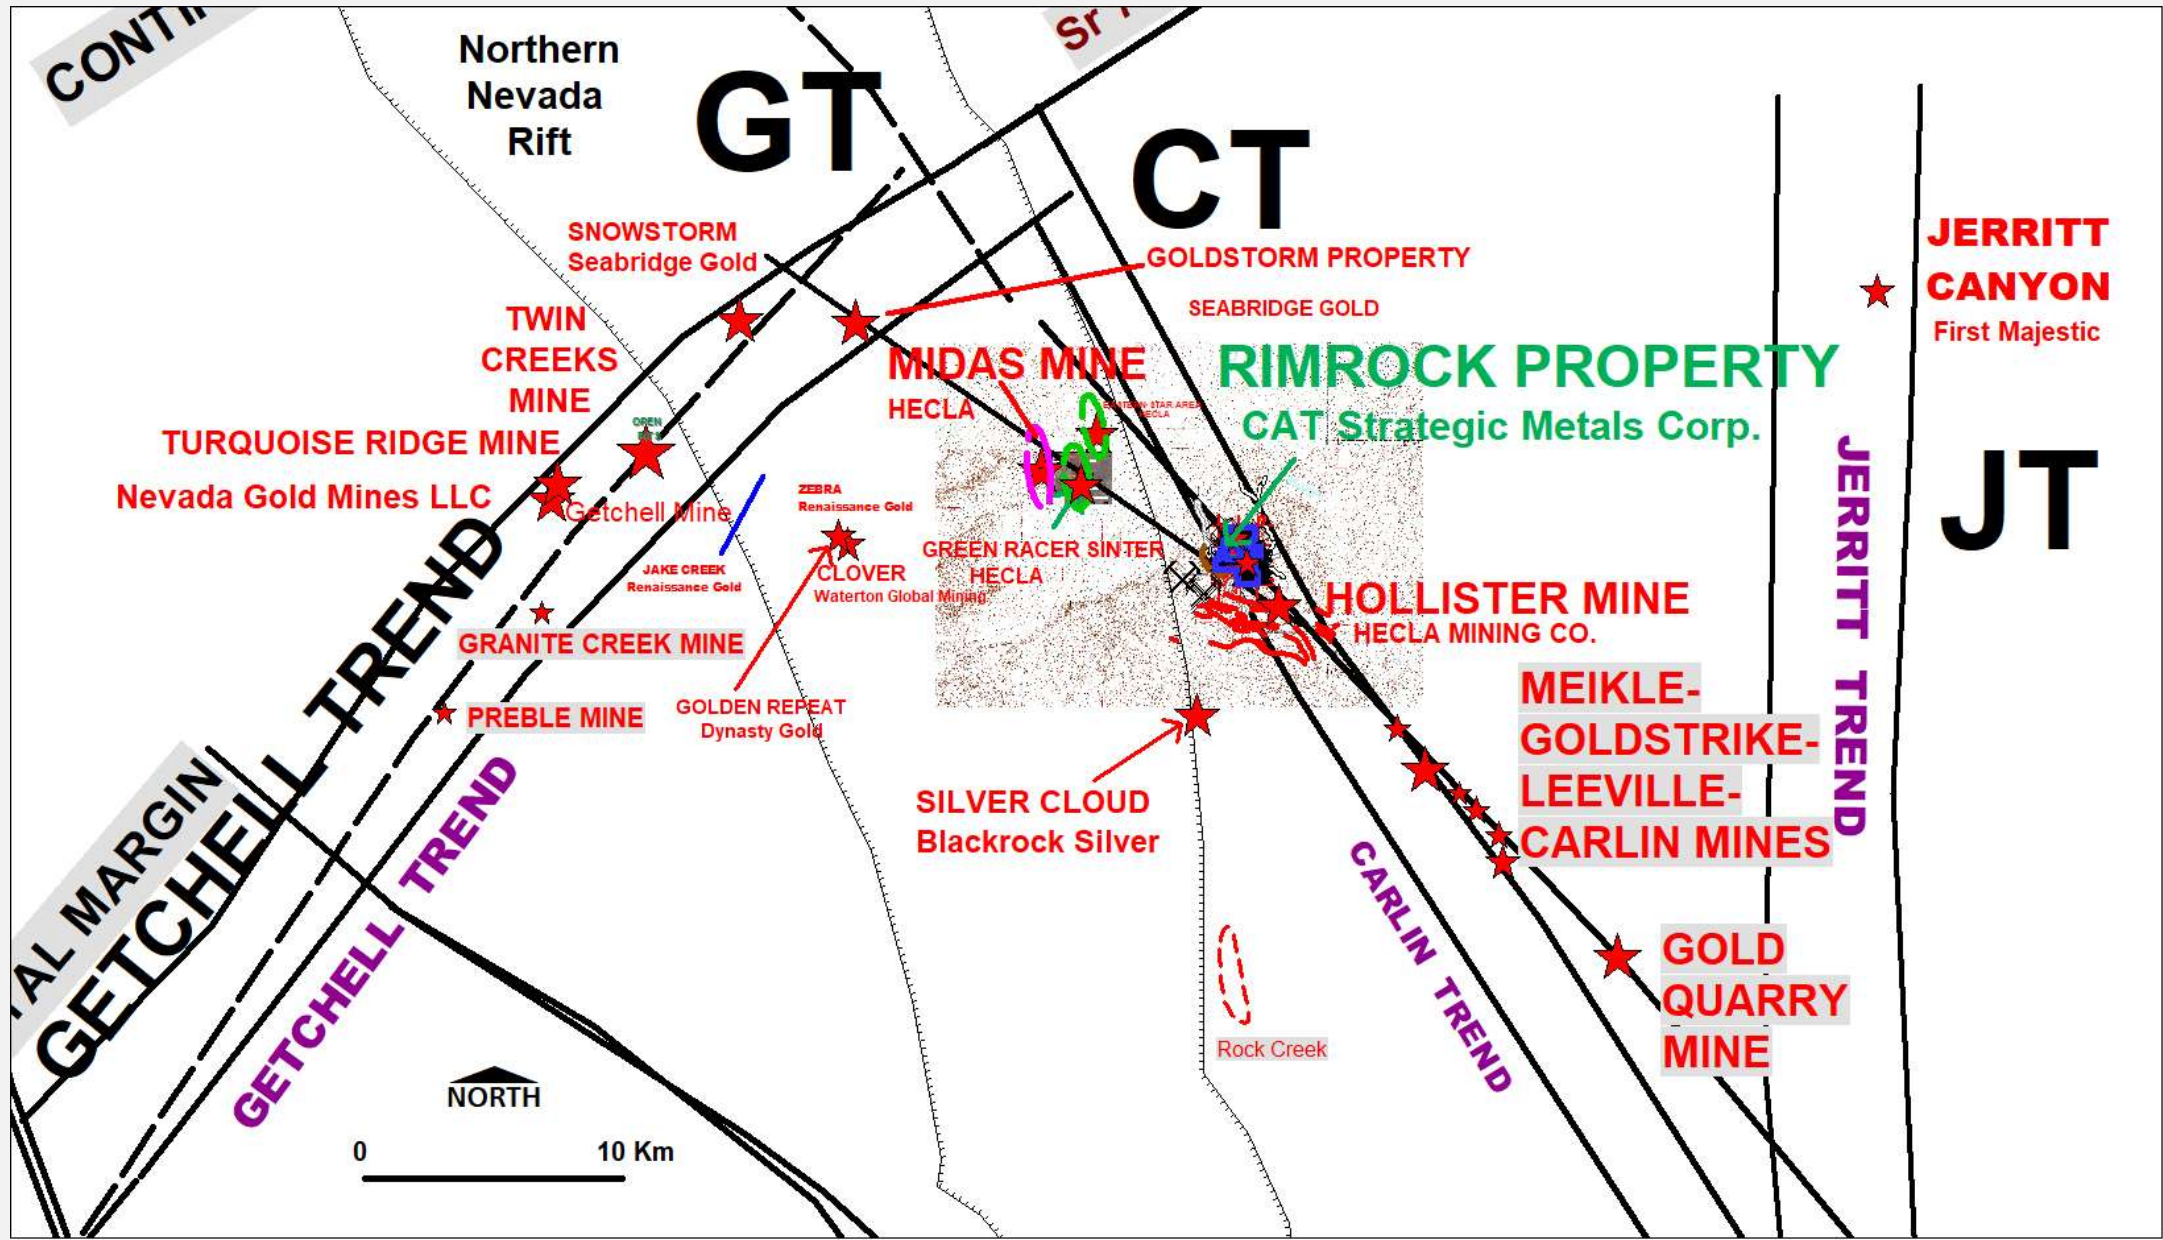 Northern
Nevada
Rift
GT
Sr
CT
SNOWSTORM
Seabridge Gold
GOLDSTORM PROPERTY
SEABRIDGE GOLD
JERRITT
CANYON
First Majestic
TWIN
CREEKS
MINE
MIDAS MINE
HECLA
RIMROCK PROPERTY
CAT Strategic Metals Corp.
STAR AREA
HECLA
OPEN
TURQUOISE RIDGE MINE
Nevada Gold Mines LLC
Getchell Mine
ZEBRA
Renaissance Gold
JAKE CREEK
Renaissance Gold
CLOVER
Waterton Global Mining
GREEN RACER SINTER
HECLA
JERRITT TREND
JT
HOLLISTER MINE
HECLA MINING CO.
GRANITE CREEK MINE
PREBLE MINE
GOLDEN REPEAT
Dynasty Gold
SILVER CLOUD
Blackrock Silver
MEIKLE-
GOLDSTRIKE-
LEEVILLE-
CARLIN MINES
GETCHELL TREND
GETCHELL TREND
AL MARGIN
CARLIN TREND
GOLD
QUARRY
MINE
Rock Creek
NORTH
0 10 Km